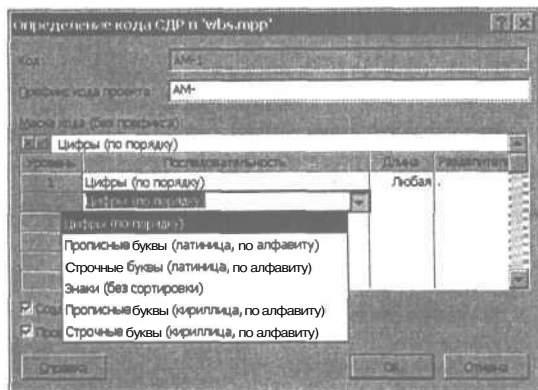 Определение кода СДР в 'wbs.mpp'
Код: АМ-1
Префикс кода проекта: АМ-
Маска кода (без префикса):
Цифры (по порядку)
Уровень Последовательность Длина Разделитель
1 Цифры (по порядку) Любая .
Цифры (по порядку)
Цифры (по порядку)
Прописные буквы (латиница, по алфавиту)
Строчные буквы (латиница, по алфавиту)
Знаки (без сортировки)
Прописные буквы (кириллица, по алфавиту)
Строчные буквы (кириллица, по алфавиту)
Справка ОК Отмена